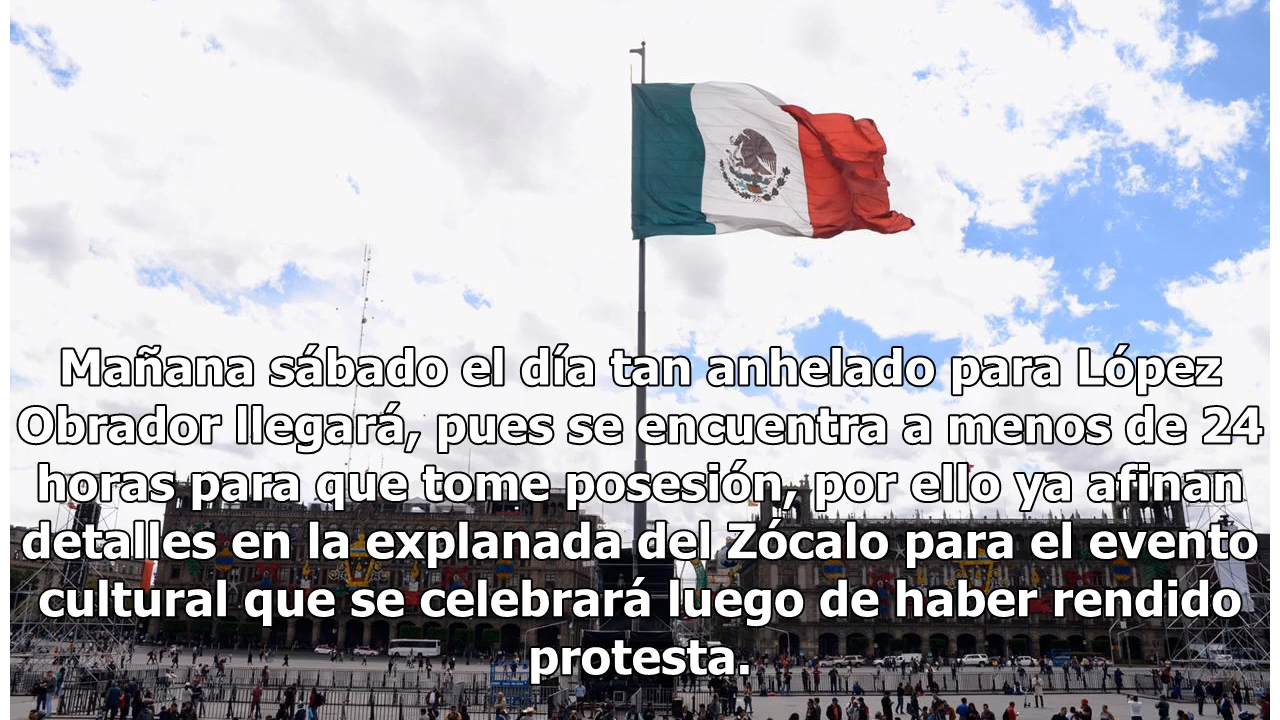 Mañana sábado el día tan anhelado para López
Obrador llegará, pues se encuentra a menos de 24
horas para que tome posesión, por ello ya afinan
detalles en la explanada del Zócalo para el evento
cultural que se celebrará luego de haber rendido
protesta.